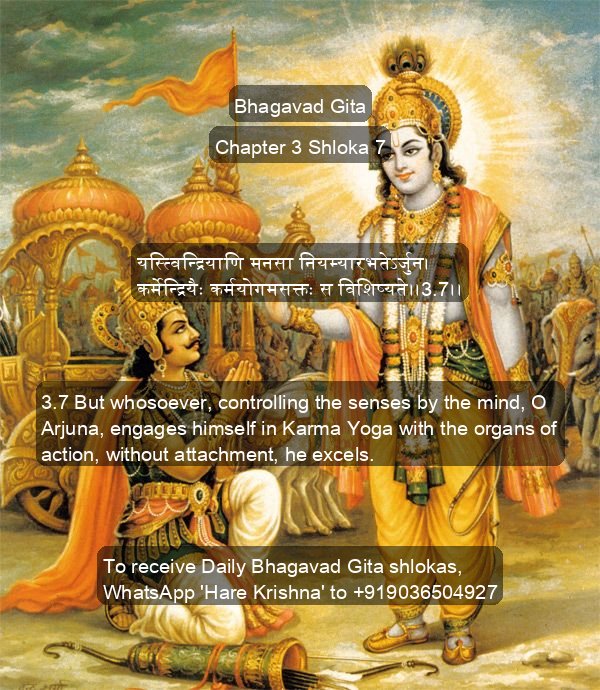 Bhagavad Gita
Chapter 3 Shloka 7
यस्त्विन्द्रियाणि मनसा नियम्यारभतेऽर्जुन।
कर्मेन्द्रियैः कर्मयोगमसक्तः स विशिष्यते।।3.7।।
3.7 But whosoever, controlling the senses by the mind, O
Arjuna, engages himself in Karma Yoga with the organs of
action, without attachment, he excels.
To receive Daily Bhagavad Gita shlokas,
WhatsApp 'Hare Krishna' to +919036504927